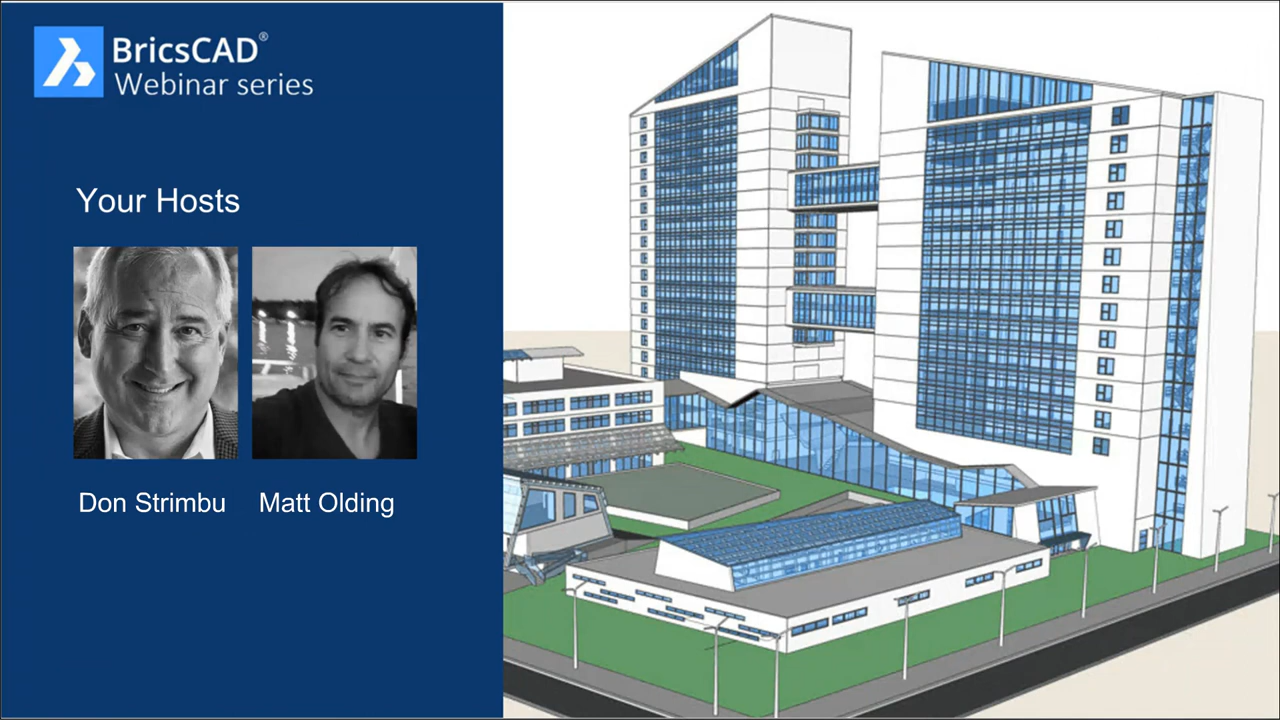 BricsCAD®
Webinar series
Your Hosts
Don Strimbu
Matt Olding